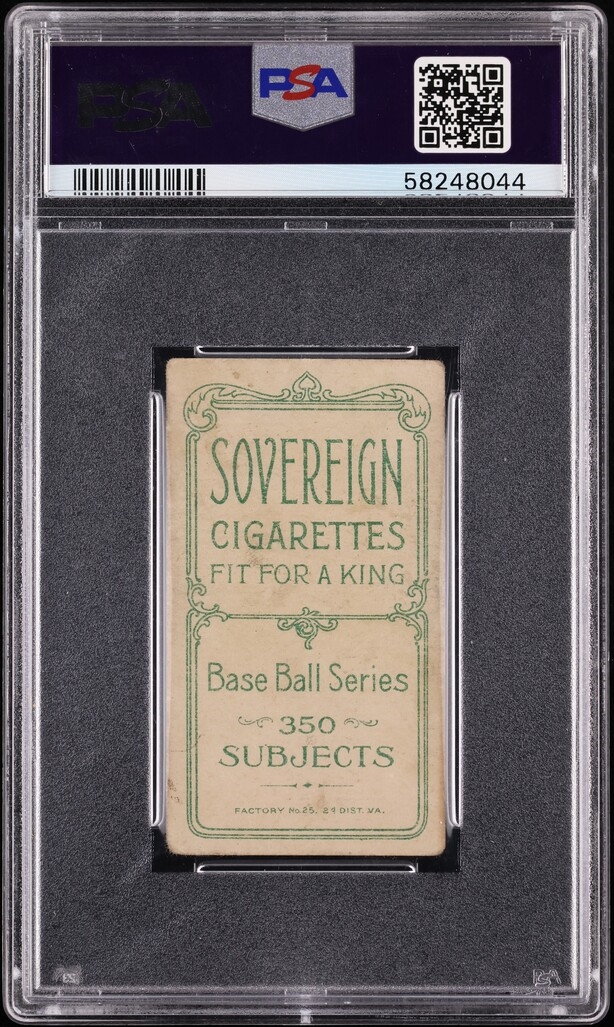 PSA
PSA
58248044
SOVEREIGN
CIGARETTES
FIT FOR A KING
Base Ball Series
350
SUBJECTS
FACTORY No. 25, 2D DIST. VA.
PSA